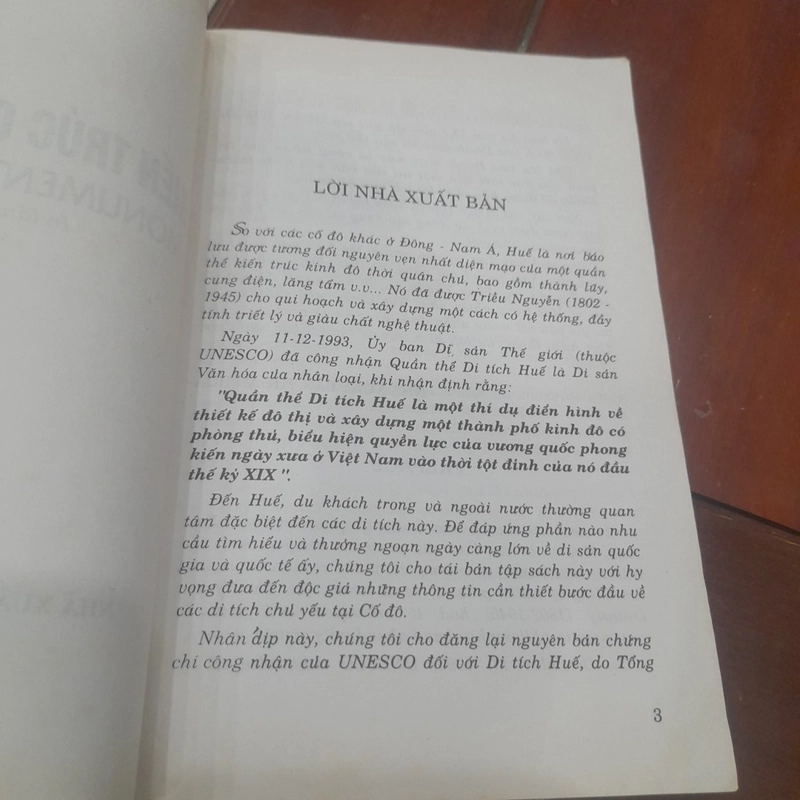 ẾN TRÚC
ONUMENT
LỜI NHÀ XUẤT BẢN
So với các cố đô khác ở Đông - Nam Á, Huế là nơi bảo
lưu được tương đối nguyên vẹn nhất diện mạo của một quần
thể kiến trúc kinh đô thời quân chủ, bao gồm thành lũy,
cung điện, lăng tẩm v.v... Nó đã được Triều Nguyễn (1802 -
1945) cho qui hoạch và xây dựng một cách có hệ thống, đầy
tính triết lý và giàu chất nghệ thuật.
Ngày 11-12-1993, Ủy ban Di sản Thế giới (thuộc
UNESCO) đã công nhận Quần thể Di tích Huế là Di sản
Văn hóa của nhân loại, khi nhận định rằng:
"Quần thể Di tích Huế là một thí dụ điển hình về
thiết kế đô thị và xây dựng một thành phố kinh đô có
phòng thủ, biểu hiện quyền lực của vương quốc phong
kiến ngày xưa ở Việt Nam vào thời tột đỉnh của nó đầu
thế kỷ XIX ".
Đến Huế, du khách trong và ngoài nước thường quan
tâm đặc biệt đến các di tích này. Để đáp ứng phần nào nhu
cầu tìm hiểu và thưởng ngoạn ngày càng lớn về di sản quốc
gia và quốc tế ấy, chúng tôi cho tái bản tập sách này với hy
vọng đưa đến độc giả những thông tin cần thiết bước đầu về
các di tích chủ yếu tại Cố đô.
Nhân dịp này, chúng tôi cho đăng lại nguyên bản chứng
chỉ công nhận của UNESCO đối với Di tích Huế, do Tổng
3